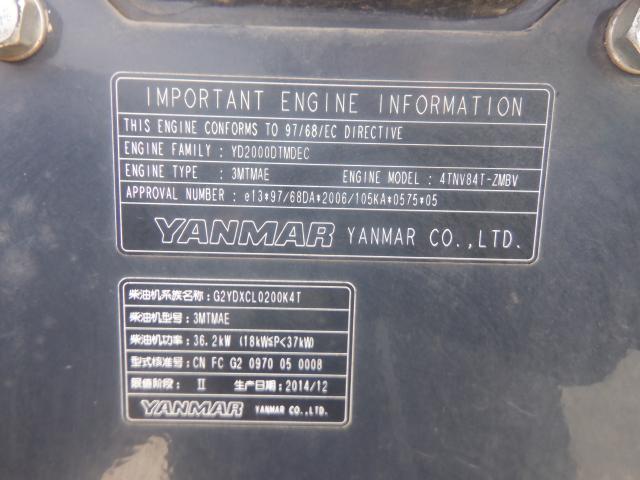 IMPORTANT ENGINE INFORMATION
THIS ENGINE CONFORMS TO 97/68/EC DIRECTIVE
ENGINE FAMILY : YD2000DTMDEC
ENGINE TYPE : 3MTMAE ENGINE MODEL : 4TNV84T-ZMBV
APPROVAL NUMBER : e13*97/68DA*2006/105KA*0575*05
YANMAR YANMAR CO.,LTD.
柴油机系族名称: G2YDXCL0200K4T
柴油机型号: 3MTMAE
柴油机功率: 36.2kW (18kW≤P<37kW)
型式核准号: CN FC G2 0970 05 0008
限值阶段: II 生产日期: 2014/12
YANMAR YANMAR CO.,LTD.